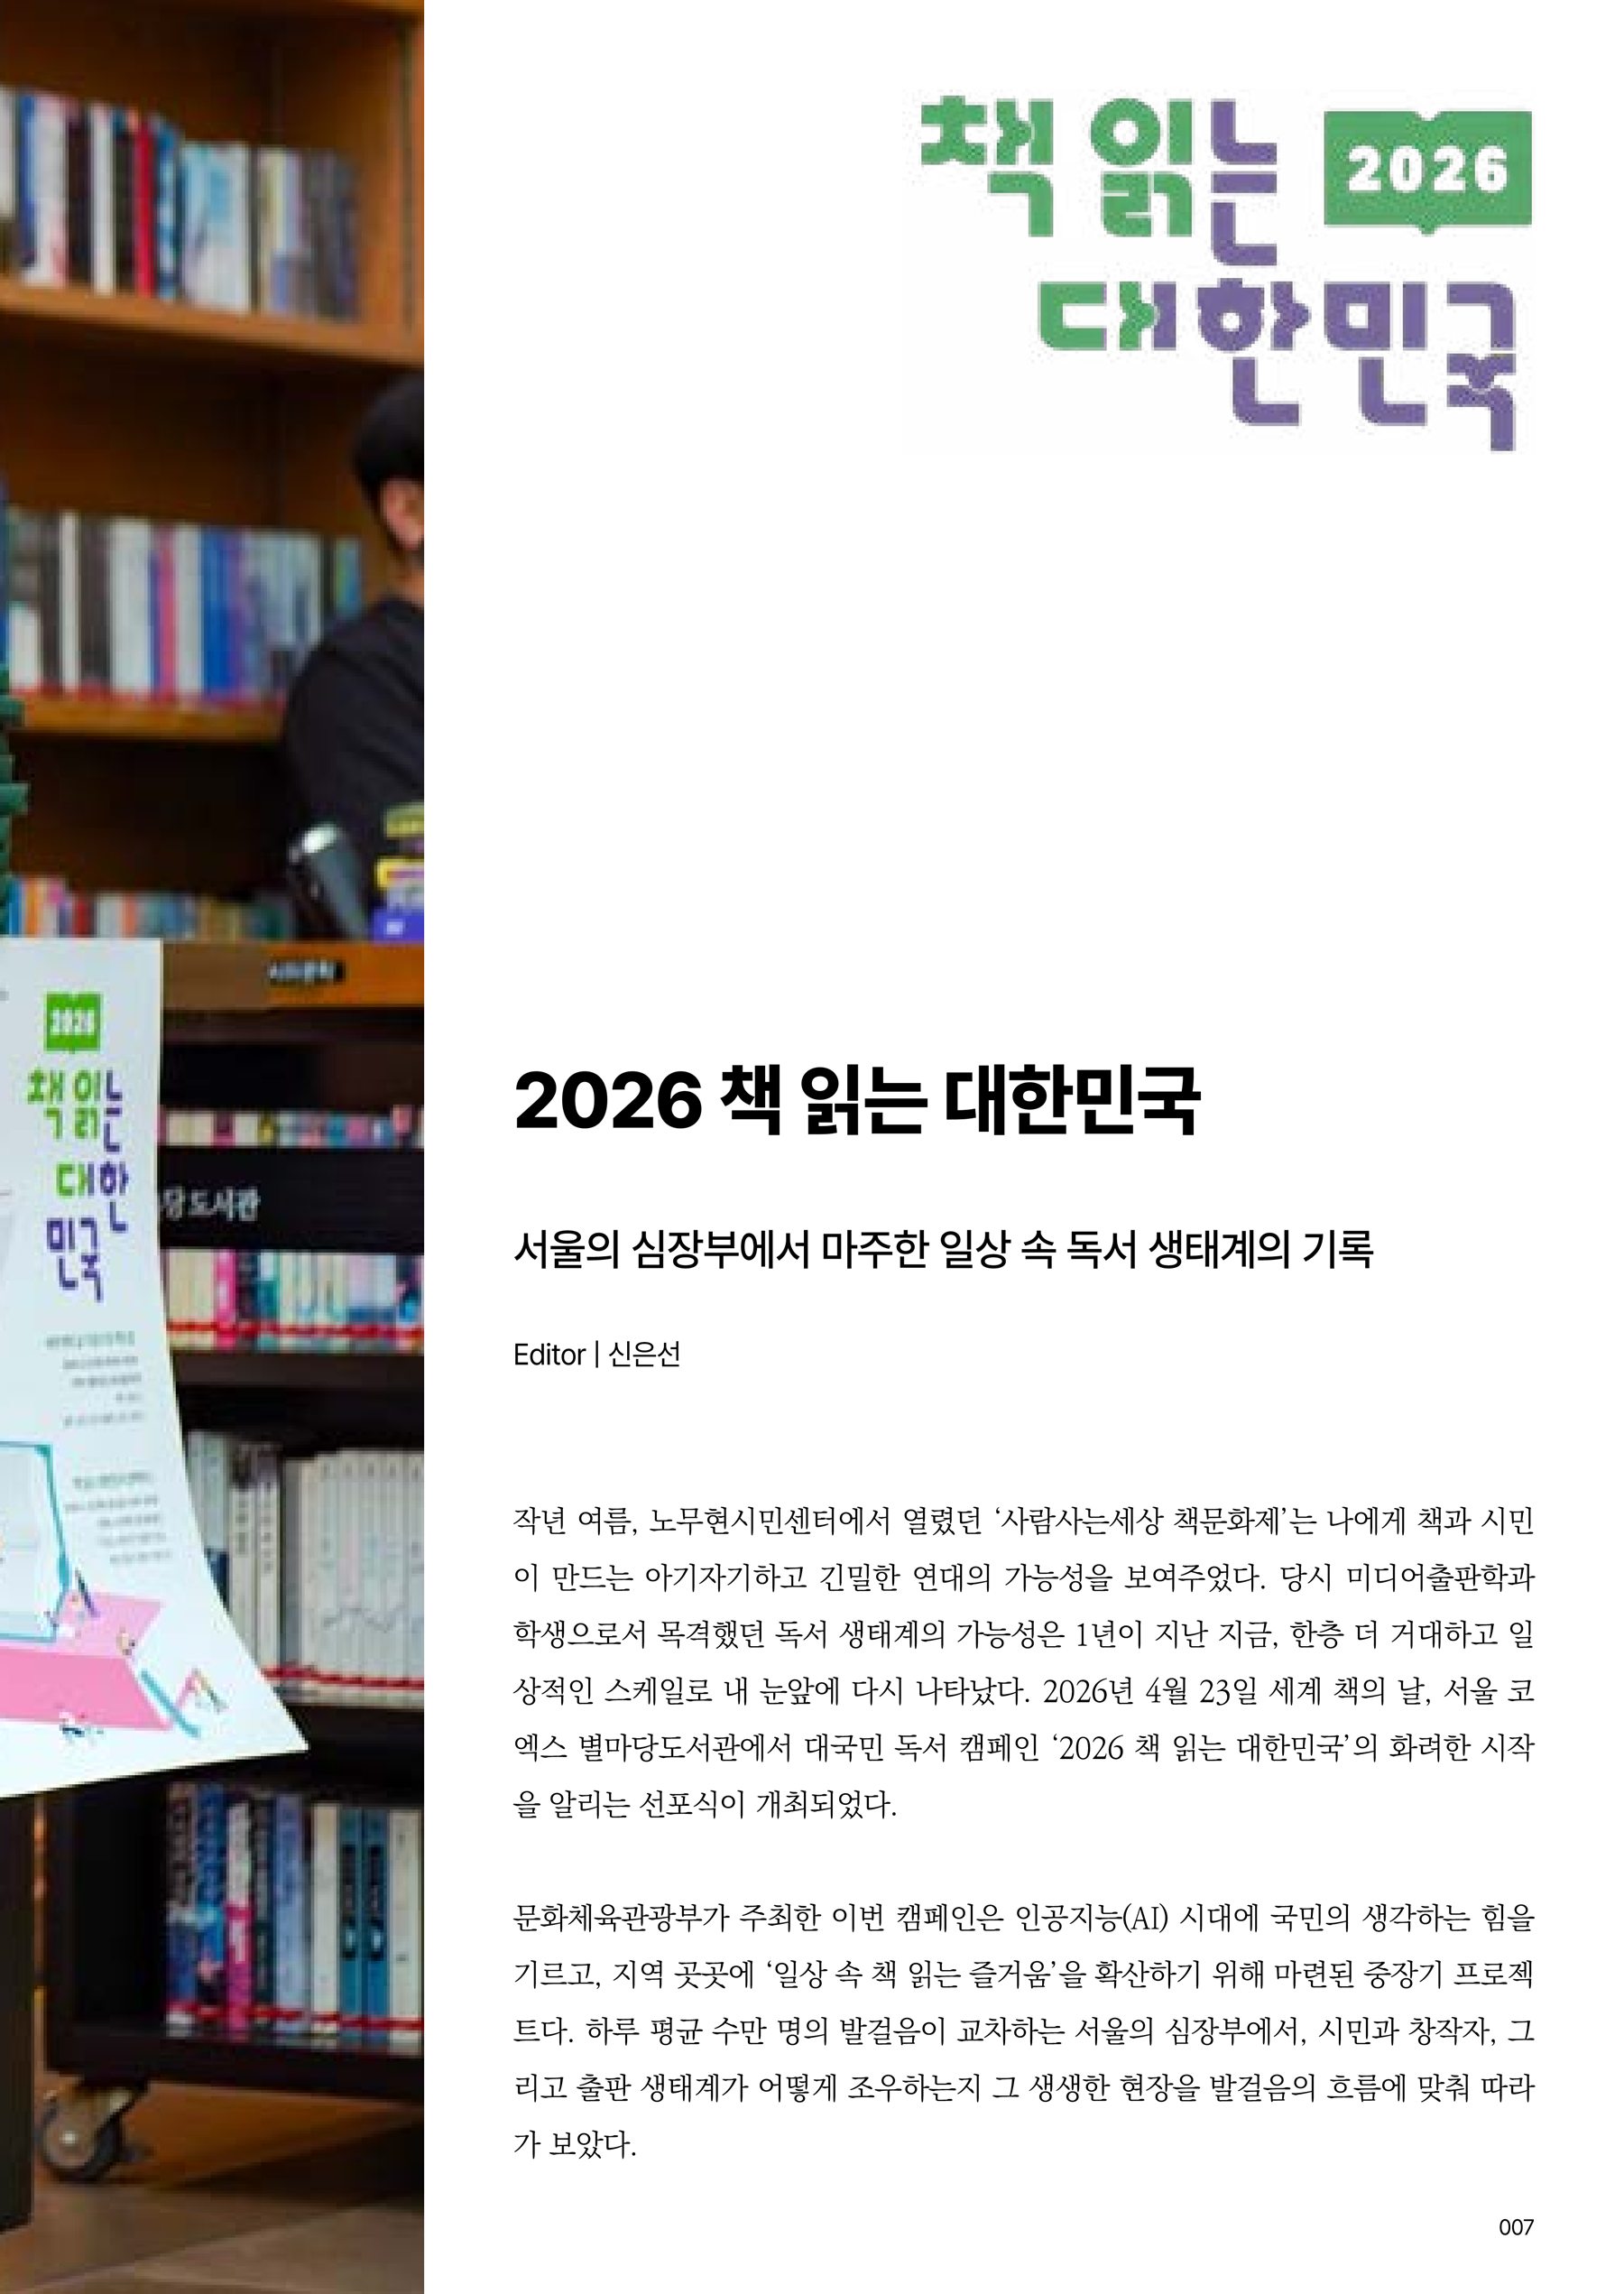 책 읽는 2026
대한민국
2026
책 읽는
대한
민국
당도서관
2026 책 읽는 대한민국
서울의 심장부에서 마주한 일상 속 독서 생태계의 기록
Editor | 신은선
작년 여름, 노무현시민센터에서 열렸던 ‘사람사는세상 책문화제’는 나에게 책과 시민
이 만드는 아기자기하고 긴밀한 연대의 가능성을 보여주었다. 당시 미디어출판학과
학생으로서 목격했던 독서 생태계의 가능성은 1년이 지난 지금, 한층 더 거대하고 일
상적인 스케일로 내 눈앞에 다시 나타났다. 2026년 4월 23일 세계 책의 날, 서울 코
엑스 별마당도서관에서 대국민 독서 캠페인 ‘2026 책 읽는 대한민국’의 화려한 시작
을 알리는 선포식이 개최되었다.
문화체육관광부가 주최한 이번 캠페인은 인공지능(AI) 시대에 국민의 생각하는 힘을
기르고, 지역 곳곳에 ‘일상 속 책 읽는 즐거움’을 확산하기 위해 마련된 중장기 프로젝
트다. 하루 평균 수만 명의 발걸음이 교차하는 서울의 심장부에서, 시민과 창작자, 그
리고 출판 생태계가 어떻게 조우하는지 그 생생한 현장을 발걸음의 흐름에 맞춰 따라
가 보았다.
007